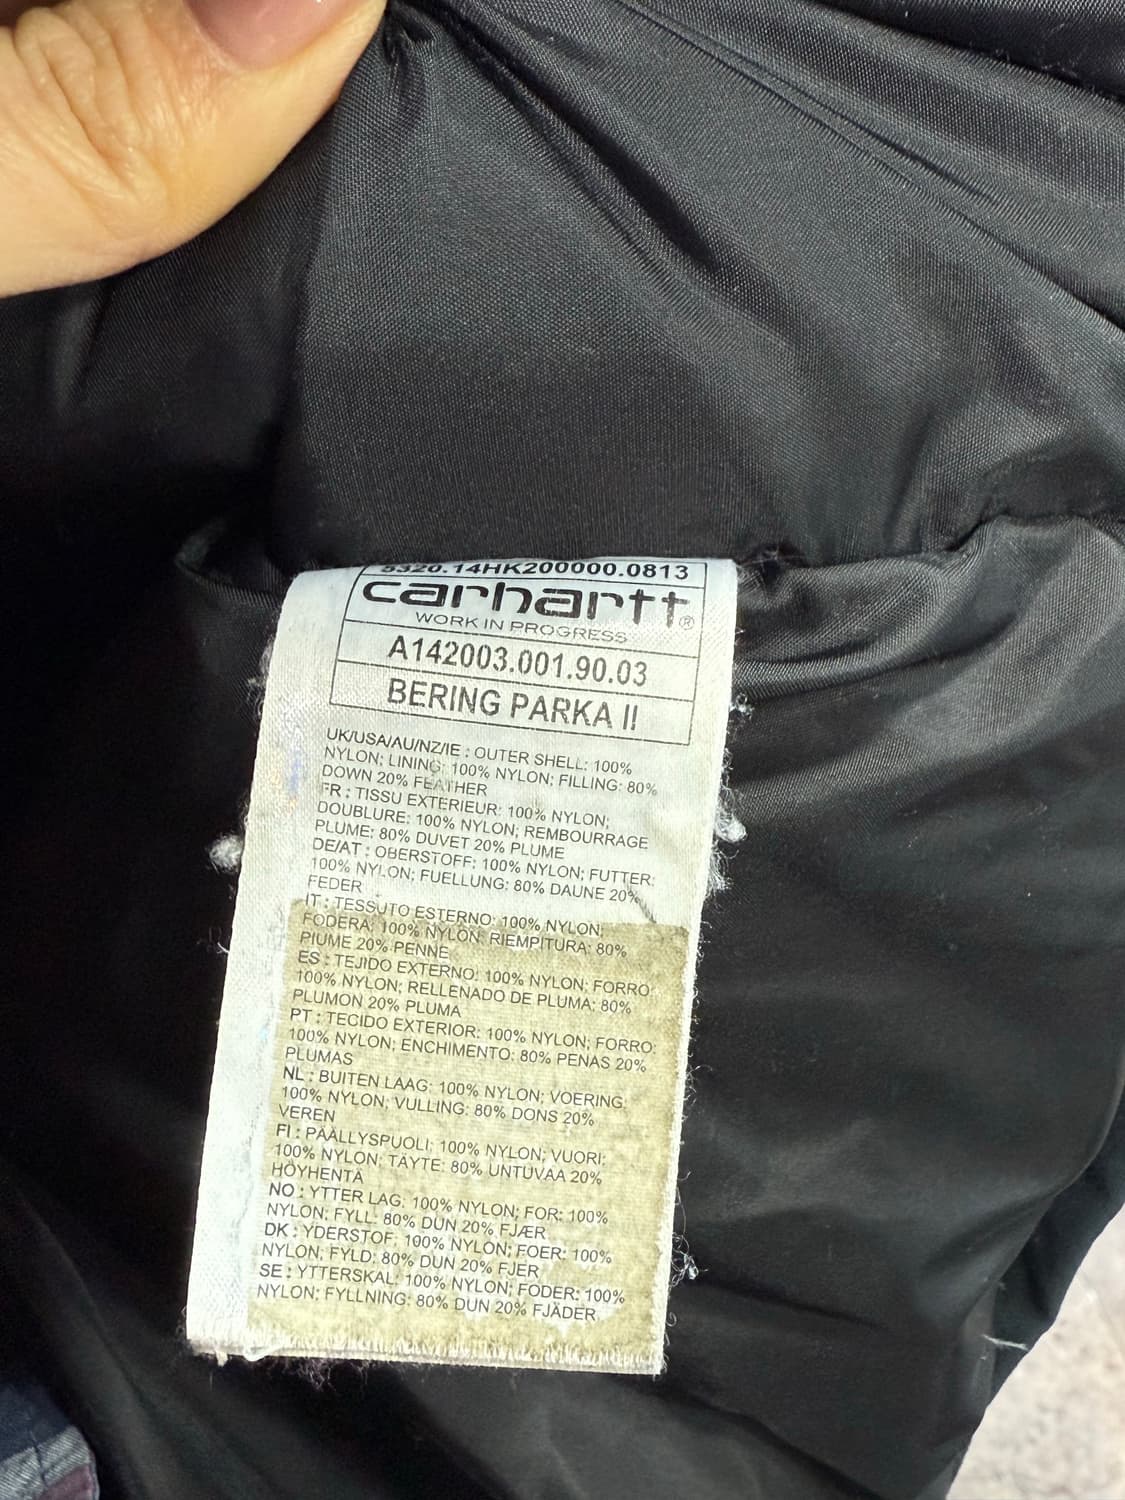 5320.14HK200000.0813
carhartt®
WORK IN PROGRESS
A142003.001.90.03
BERING PARKA II
UK/USA/AU/NZ/IE : OUTER SHELL: 100%
NYLON; LINING: 100% NYLON; FILLING: 80%
DOWN 20% FEATHER
FR : TISSU EXTERIEUR: 100% NYLON;
DOUBLURE: 100% NYLON; REMBOURRAGE
PLUME: 80% DUVET 20% PLUME
DE/AT : OBERSTOFF: 100% NYLON; FUTTER:
100% NYLON; FUELLUNG: 80% DAUNE 20%
FEDER
IT : TESSUTO ESTERNO: 100% NYLON;
FODERA: 100% NYLON; RIEMPITURA: 80%
PIUME 20% PENNE
ES : TEJIDO EXTERNO: 100% NYLON; FORRO:
100% NYLON; RELLENADO DE PLUMA: 80%
PLUMON 20% PLUMA
PT : TECIDO EXTERIOR: 100% NYLON; FORRO:
100% NYLON; ENCHIMENTO: 80% PENAS 20%
PLUMAS
NL : BUITEN LAAG: 100% NYLON; VOERING:
100% NYLON; VULLING: 80% DONS 20%
VEREN
FI : PÄÄLLYSPUOLI: 100% NYLON; VUORI:
100% NYLON; TÄYTE: 80% UNTUVAA 20%
HÖYHENTÄ
NO : YTTER LAG: 100% NYLON; FOR: 100%
NYLON; FYLL: 80% DUN 20% FJÆR
DK : YDERSTOF: 100% NYLON; FOER: 100%
NYLON; FYLD: 80% DUN 20% FJER
SE : YTTERSKAL: 100% NYLON; FODER: 100%
NYLON; FYLLNING: 80% DUN 20% FJÄDER